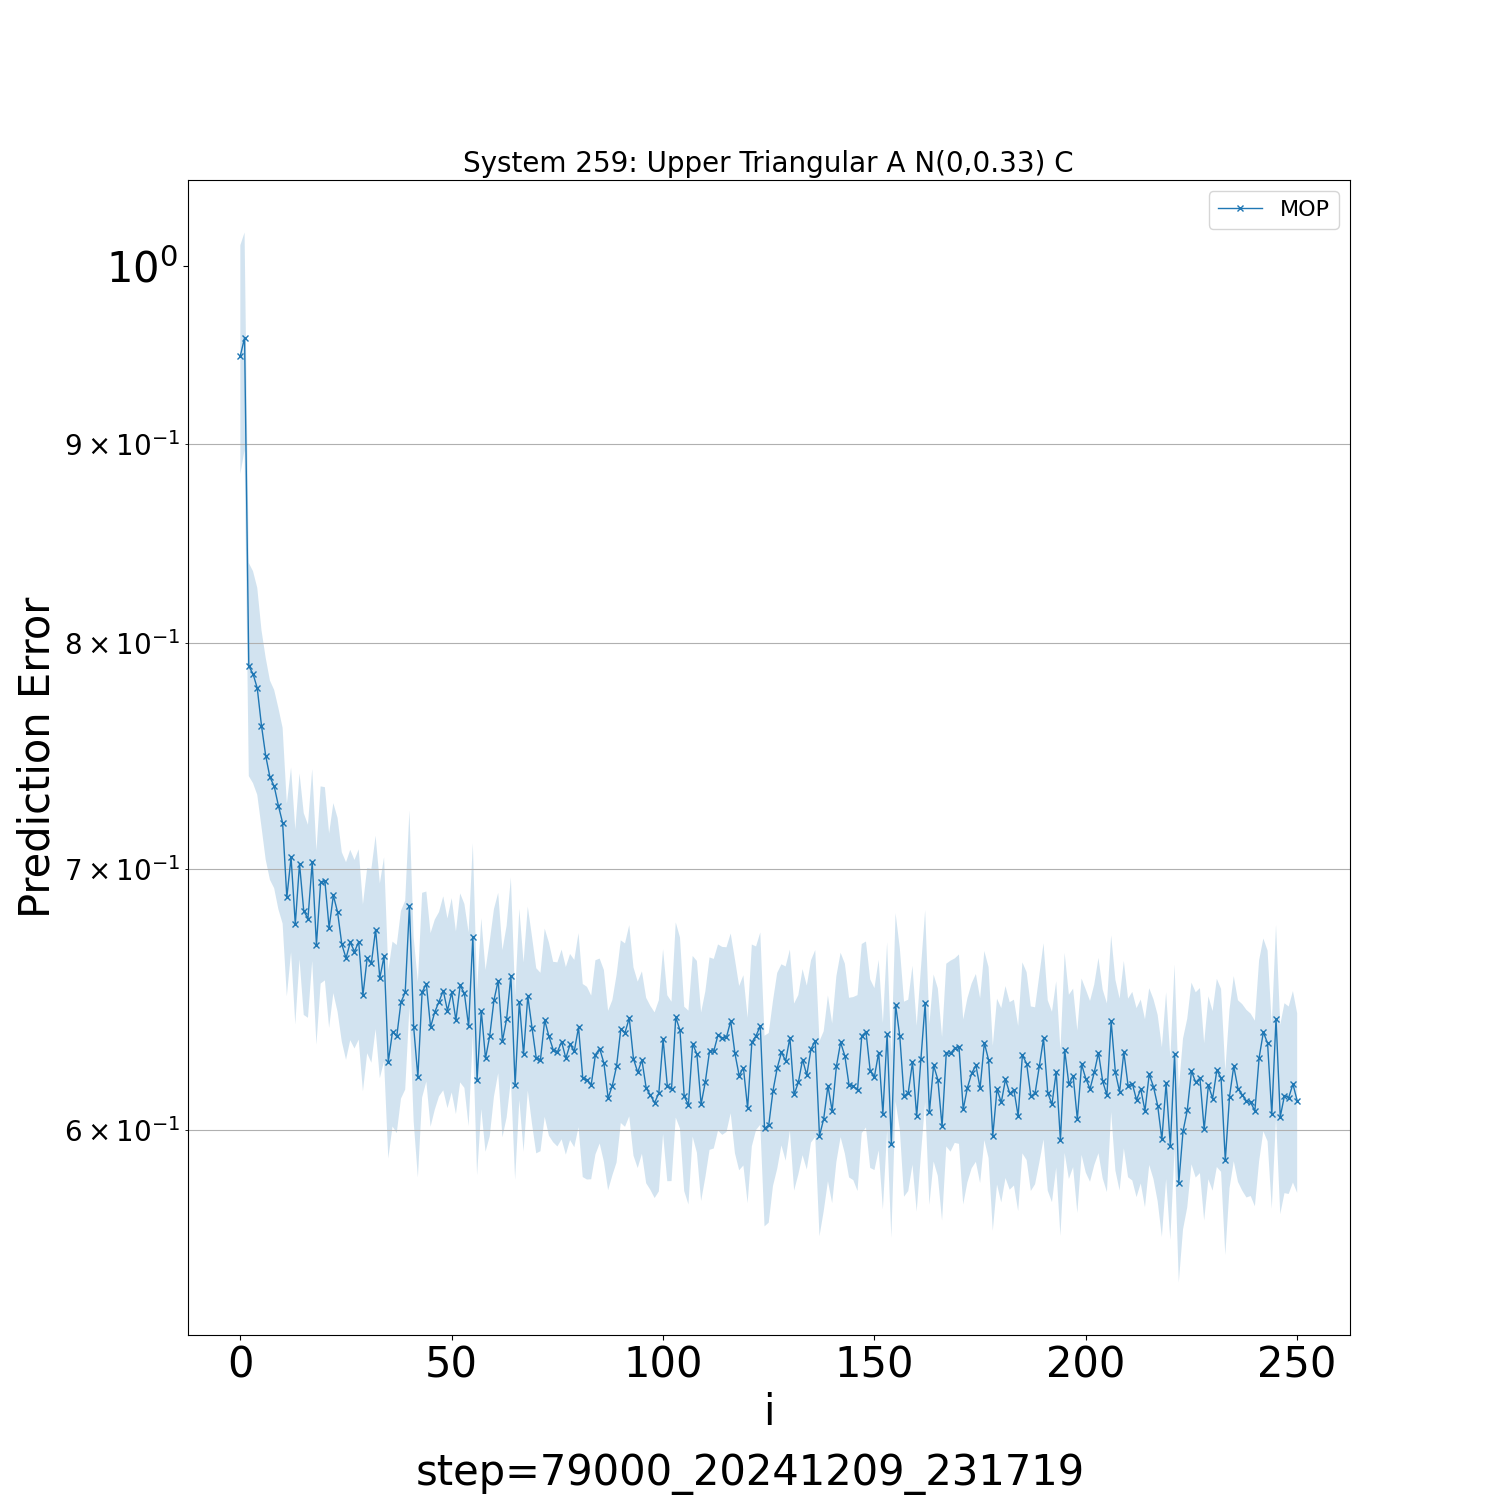 System 259: Upper Triangular A N(0,0.33) C
MOP
10⁰
9 × 10⁻¹
8 × 10⁻¹
7 × 10⁻¹
6 × 10⁻¹
Prediction Error
0 50 100 150 200 250
i
step=79000_20241209_231719